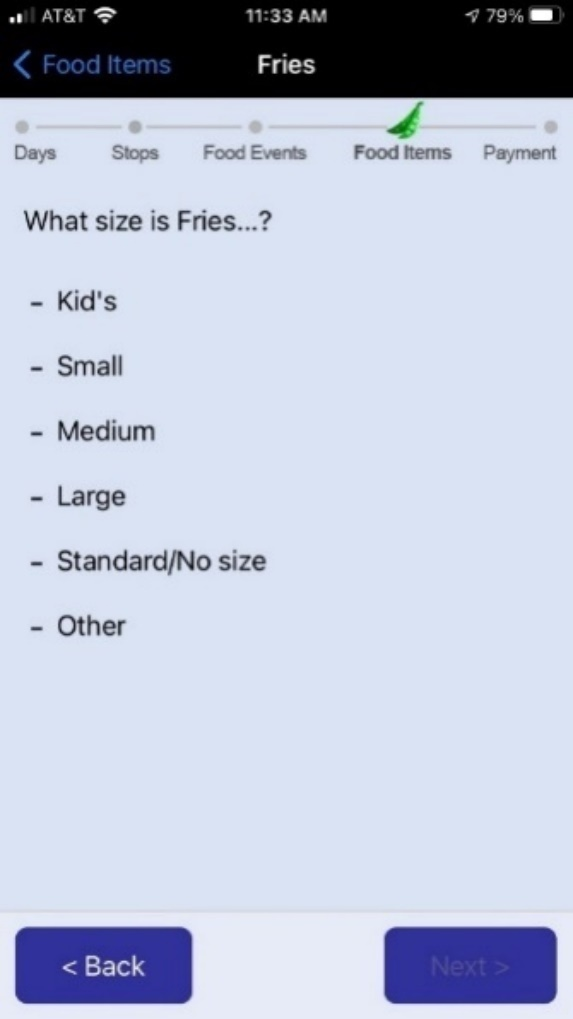 AT&T 11:33 AM 79%
Food Items Fries
Days Stops Food Events Food Items Payment
What size is Fries...?
- Kid's
- Small
- Medium
- Large
- Standard/No size
- Other
< Back Next >